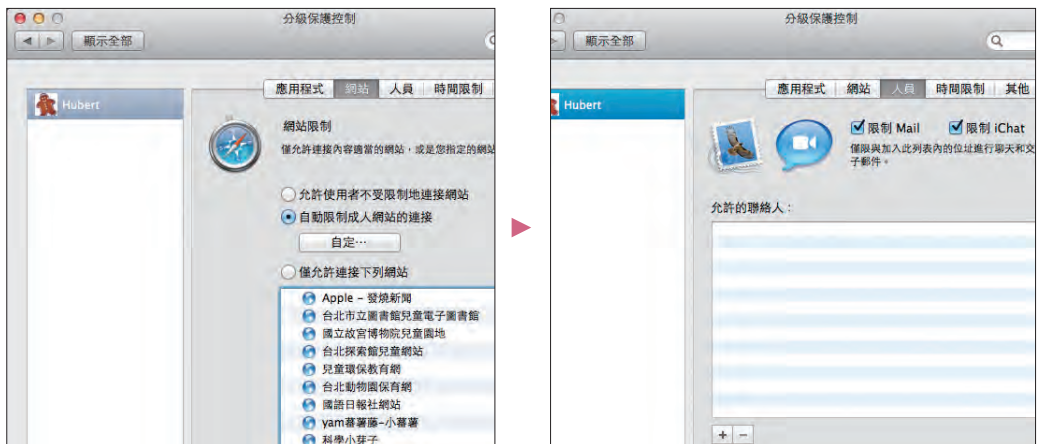 分級保護控制
顯示全部
Hubert
應用程式 網站 人員 時間限制
網站限制
僅允許連接內容適當的網站，或是您指定的網站
允許使用者不受限制地連接網站
自動限制成人網站的連接
自定…
僅允許連接下列網站
Apple – 發燒新聞
台北市立圖書館兒童電子圖書館
國立故宮博物院兒童園地
台北探索館兒童網站
兒童環保教育網
台北動物園保育網
國語日報社網站
yam蕃薯藤-小蕃薯
科學小芽子
分級保護控制
顯示全部
Hubert
應用程式 網站 人員 時間限制 其他
限制 Mail 限制 iChat
僅限與加入此列表內的位址進行聊天和交
子郵件。
允許的聯絡人：